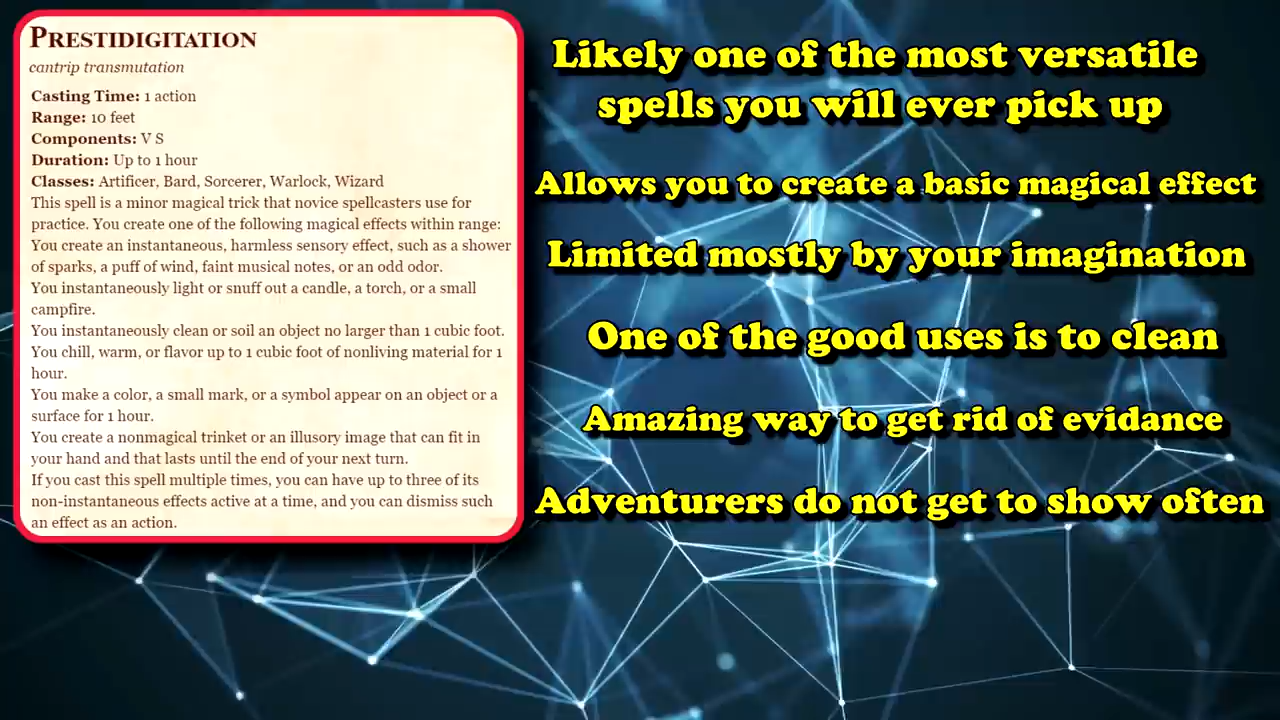 PRESTIDIGITATION
cantrip transmutation
Casting Time: 1 action
Range: 10 feet
Components: V S
Duration: Up to 1 hour
Classes: Artificer, Bard, Sorcerer, Warlock, Wizard
This spell is a minor magical trick that novice spellcasters use for
practice. You create one of the following magical effects within range:
You create an instantaneous, harmless sensory effect, such as a shower
of sparks, a puff of wind, faint musical notes, or an odd odor.
You instantaneously light or snuff out a candle, a torch, or a small
campfire.
You instantaneously clean or soil an object no larger than 1 cubic foot.
You chill, warm, or flavor up to 1 cubic foot of nonliving material for 1
hour.
You make a color, a small mark, or a symbol appear on an object or a
surface for 1 hour.
You create a nonmagical trinket or an illusory image that can fit in
your hand and that lasts until the end of your next turn.
If you cast this spell multiple times, you can have up to three of its
non-instantaneous effects active at a time, and you can dismiss such
an effect as an action.
Likely one of the most versatile
spells you will ever pick up
Allows you to create a basic magical effect
Limited mostly by your imagination
One of the good uses is to clean
Amazing way to get rid of evidance
Adventurers do not get to show often